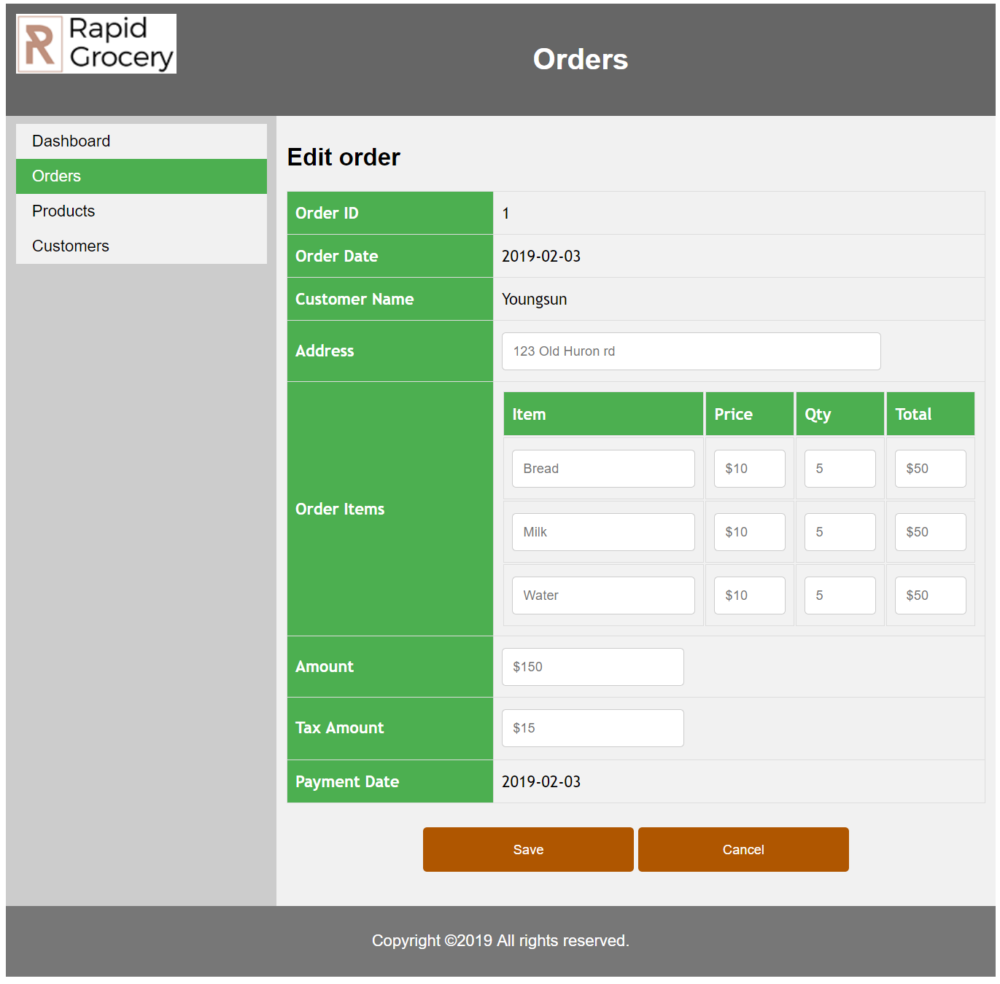 Rapid
Grocery
Orders
Dashboard
Orders
Products
Customers
Edit order
Order ID 1
Order Date 2019-02-03
Customer Name Youngsun
Address 123 Old Huron rd
Order Items
Item Price Qty Total
Bread $10 5 $50
Milk $10 5 $50
Water $10 5 $50
Amount $150
Tax Amount $15
Payment Date 2019-02-03
Save Cancel
Copyright ©2019 All rights reserved.